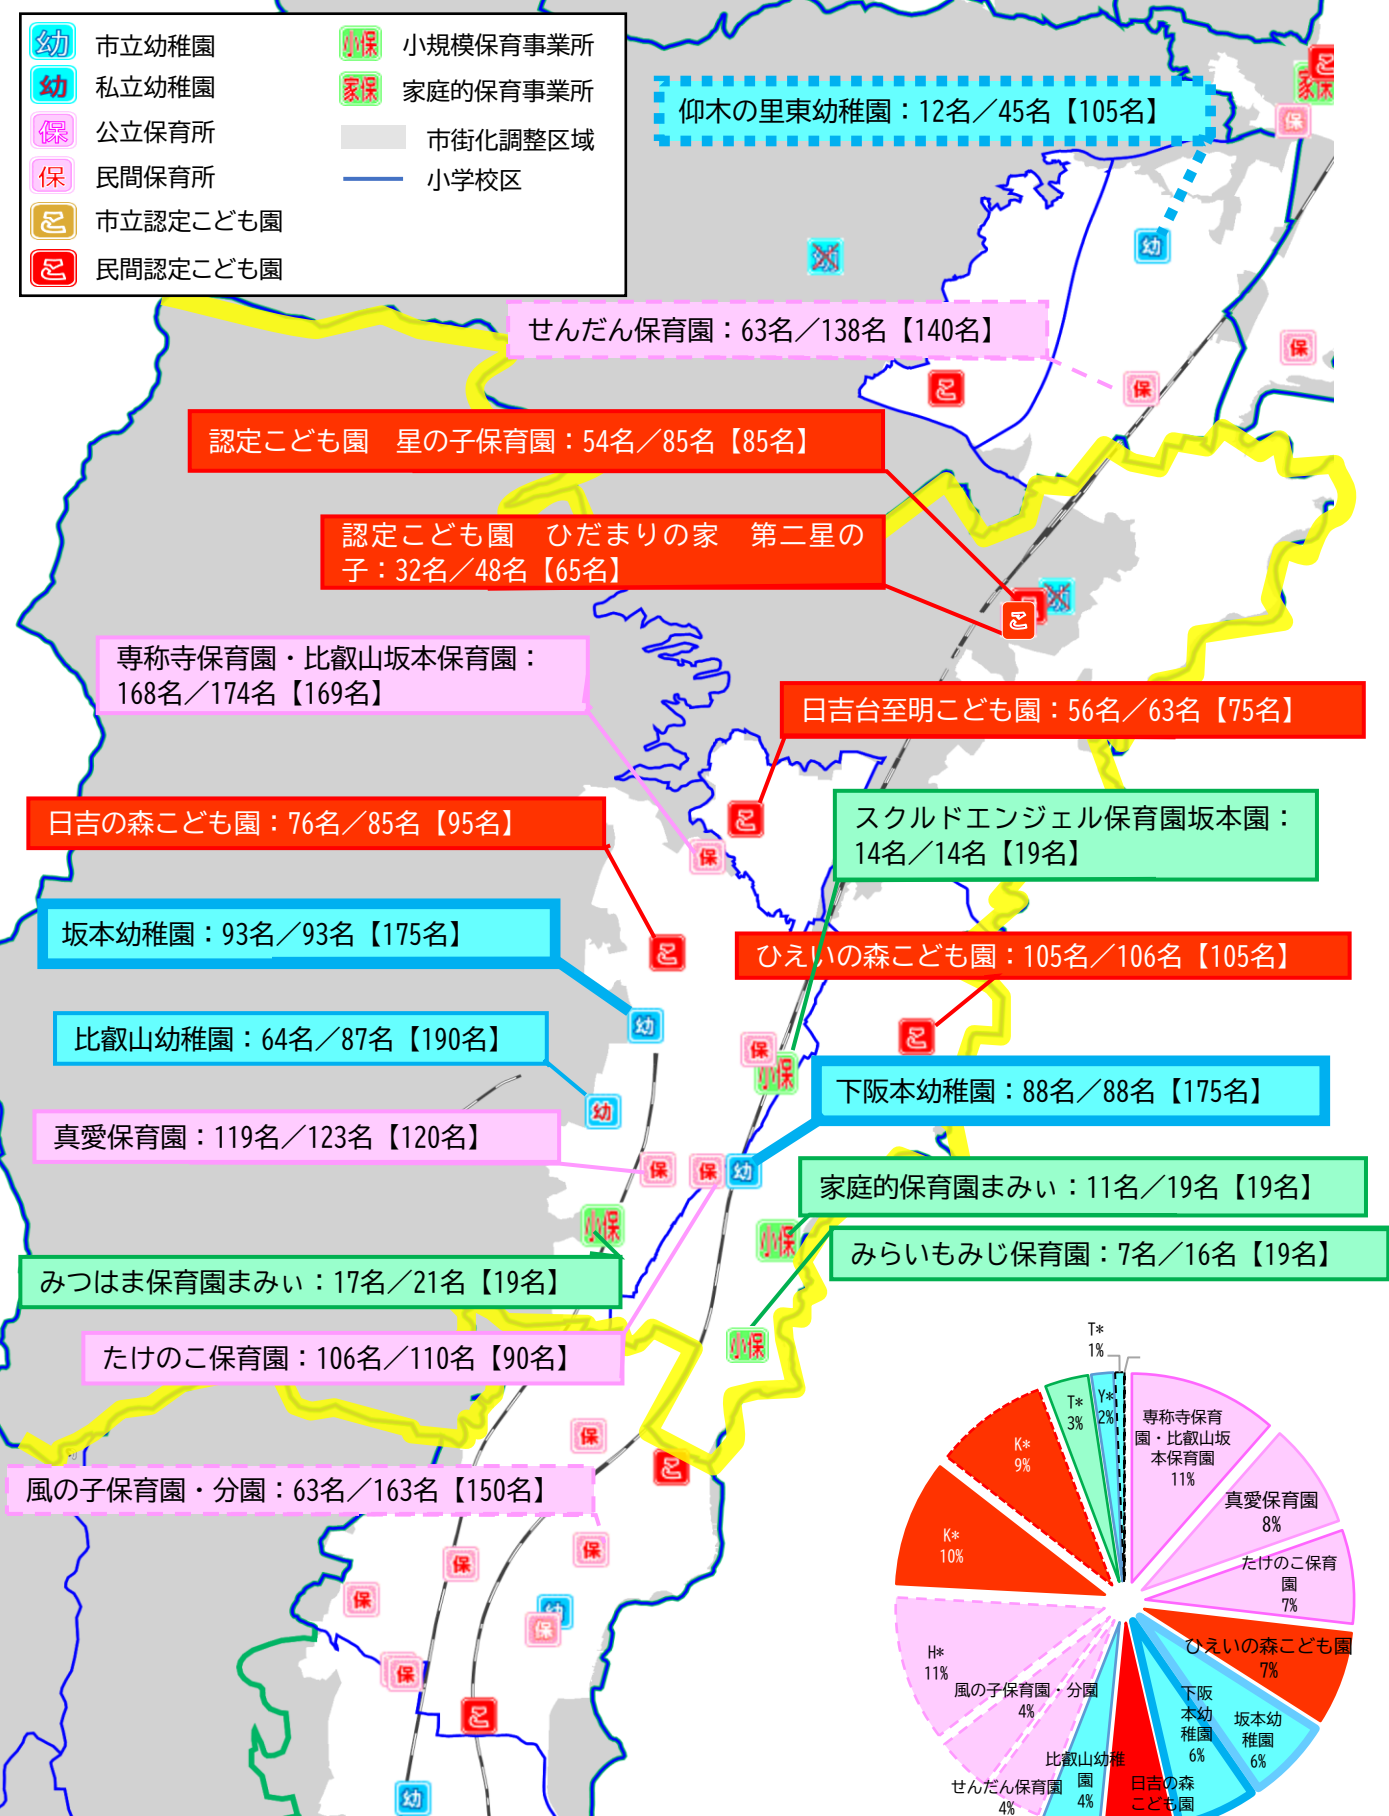 幼 市立幼稚園
幼 私立幼稚園
保 公立保育所
保 民間保育所
こ 市立認定こども園
こ 民間認定こども園
小保 小規模保育事業所
家保 家庭的保育事業所
市街化調整区域
小学校区
仰木の里東幼稚園：12名／45名【105名】
せんだん保育園：63名／138名【140名】
認定こども園　星の子保育園：54名／85名【85名】
認定こども園　ひだまりの家　第二星の
子：32名／48名【65名】
専称寺保育園・比叡山坂本保育園：
168名／174名【169名】
日吉台至明こども園：56名／63名【75名】
日吉の森こども園：76名／85名【95名】
スクルドエンジェル保育園坂本園：
14名／14名【19名】
坂本幼稚園：93名／93名【175名】
ひえいの森こども園：105名／106名【105名】
比叡山幼稚園：64名／87名【190名】
下阪本幼稚園：88名／88名【175名】
真愛保育園：119名／123名【120名】
家庭的保育園まみぃ：11名／19名【19名】
みらいもみじ保育園：7名／16名【19名】
みつはま保育園まみぃ：17名／21名【19名】
たけのこ保育園：106名／110名【90名】
風の子保育園・分園：63名／163名【150名】
T*
1%
Y*
2%
T*
3%
K*
9%
K*
10%
H*
11%
専称寺保育
園・比叡山坂
本保育園
11%
真愛保育園
8%
たけのこ保育
園
7%
ひえいの森こども園
7%
坂本幼
稚園
6%
下阪
本幼
稚園
6%
日吉の森
こども園
比叡山幼稚
園
4%
せんだん保育園
4%
風の子保育園・分園
4%